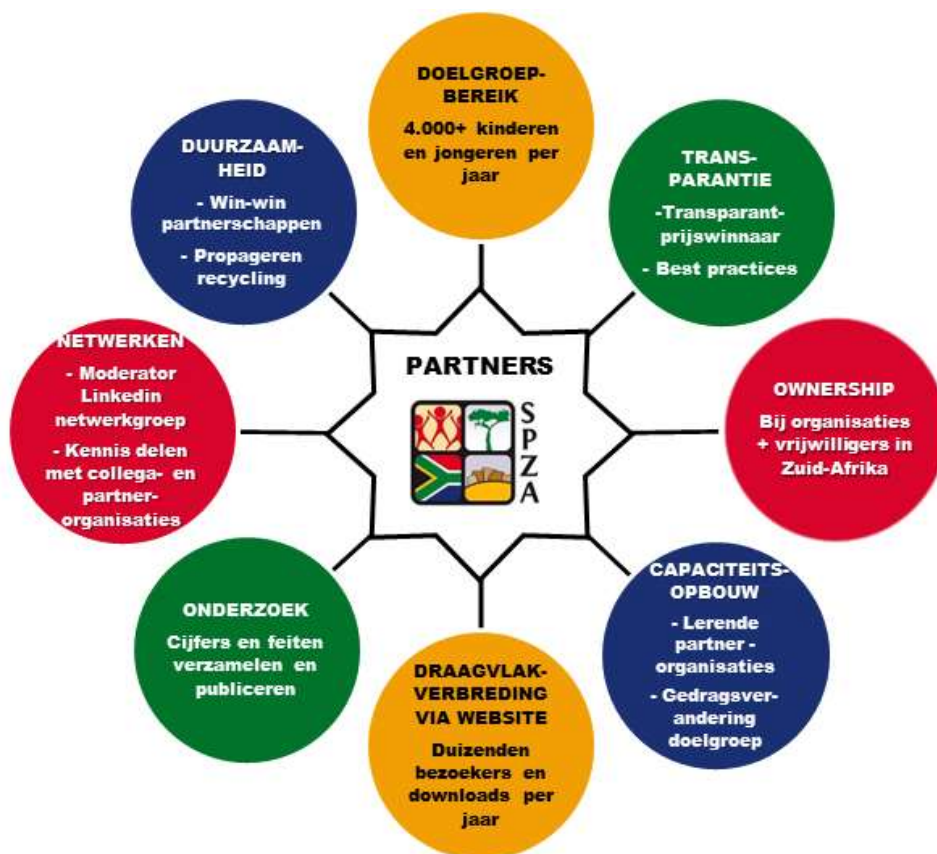 DOELGROEP-
BEREIK
4.000+ kinderen
en jongeren per
jaar
TRANS-
PARANTIE
-Transparant-
prijswinnaar
- Best practices
OWNERSHIP
Bij organisaties
+ vrijwilligers in
Zuid-Afrika
CAPACITEITS-
OPBOUW
- Lerende
partner -
organisaties
- Gedragsver-
andering
doelgroep
DRAAGVLAK-
VERBREDING
VIA WEBSITE
Duizenden
bezoekers en
downloads per
jaar
ONDERZOEK
Cijfers en feiten
verzamelen en
publiceren
NETWERKEN
- Moderator
Linkedin
netwerkgroep
- Kennis delen
met collega- en
partner-
organisaties
DUURZAAM-
HEID
- Win-win
partnerschappen
- Propageren
recycling
PARTNERS
SPZA